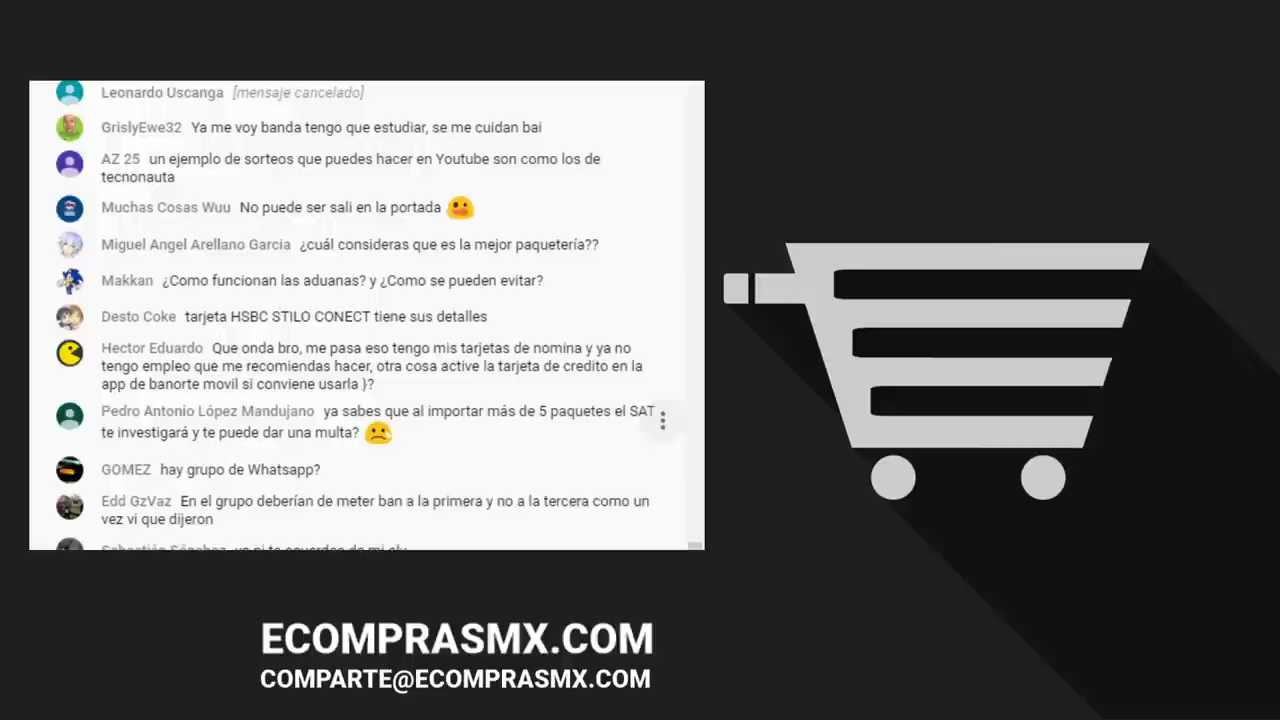 Leonardo Uscanga [mensaje cancelado]
GrislyEwe32 Ya me voy banda tengo que estudiar, se me cuidan bai
AZ 25 un ejemplo de sorteos que puedes hacer en Youtube son como los de
tecnonauta
Muchas Cosas Wuu No puede ser sali en la portada
Miguel Angel Arellano Garcia ¿cuál consideras que es la mejor paquetería??
Makkan ¿Como funcionan las aduanas? y ¿Como se pueden evitar?
Desto Coke tarjeta HSBC STILO CONECT tiene sus detalles
Hector Eduardo Que onda bro, me pasa eso tengo mis tarjetas de nomina y ya no
tengo empleo que me recomiendas hacer, otra cosa active la tarjeta de credito en la
app de banorte movil si conviene usarla )?
Pedro Antonio López Mandujano ya sabes que al importar más de 5 paquetes el SAT
te investigará y te puede dar una multa?
GOMEZ hay grupo de Whatsapp?
Edd GzVaz En el grupo deberían de meter ban a la primera y no a la tercera como un
vez vi que dijeron
ECOMPRASMX.COM
COMPARTE@ECOMPRASMX.COM